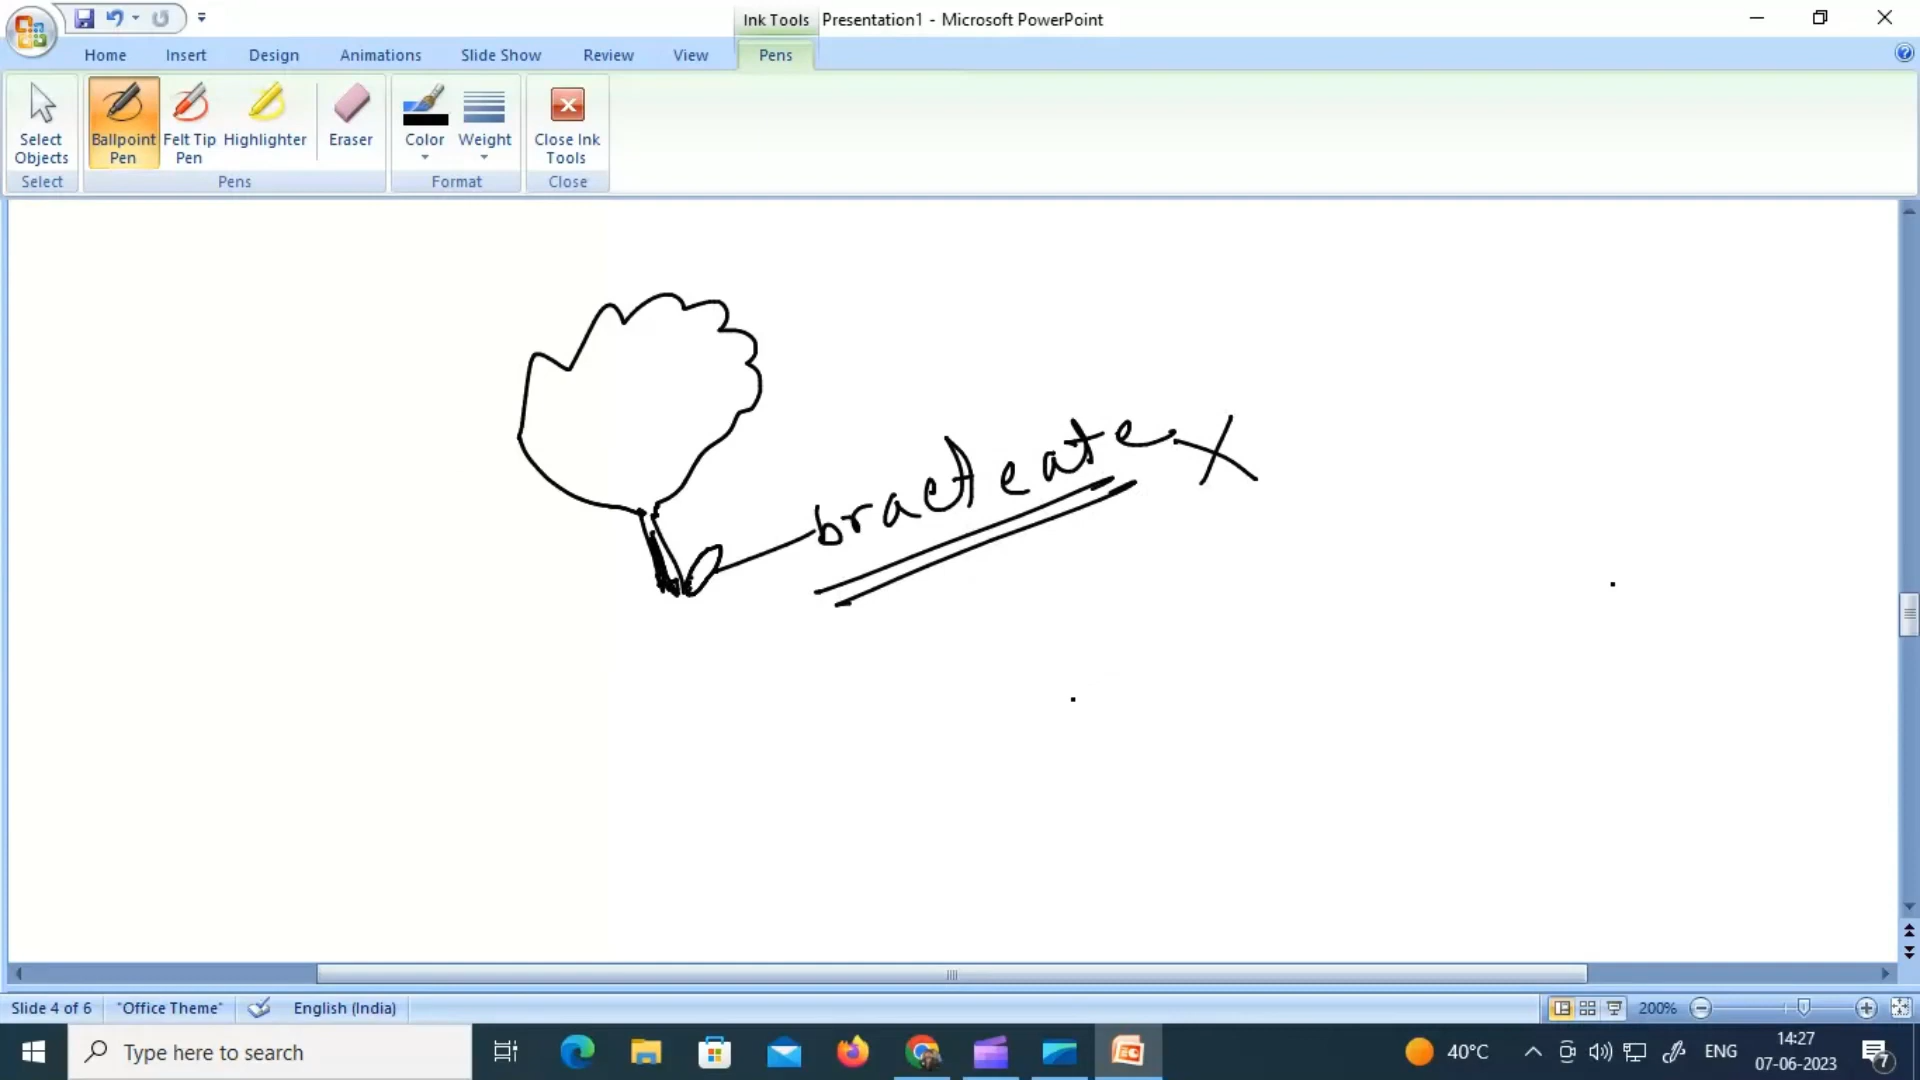 Ink Tools Presentation1 - Microsoft PowerPoint
Home Insert Design Animations Slide Show Review View Pens
Select Objects
Ballpoint Pen
Felt Tip Pen
Highlighter
Eraser
Color
Weight
Close Ink Tools
Select Pens Format Close
bracteate X
Slide 4 of 6 "Office Theme" English (India) 200%
Type here to search 40°C ENG 14:27
07-06-2023
7